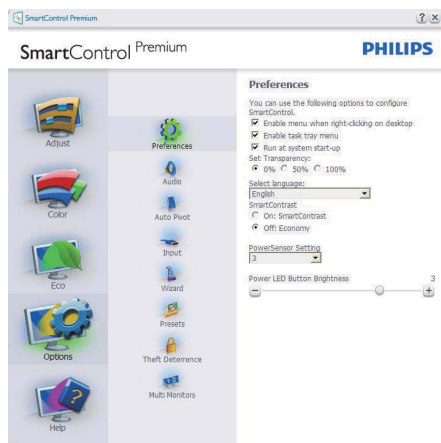 SmartControl Premium
? ×
SmartControl Premium
PHILIPS
Adjust
Color
Eco
Options
Help
Preferences
Audio
Auto Pivot
Input
Wizard
Presets
Theft Deterrence
Multi Monitors
Preferences
You can use the following options to configure
SmartControl.
Enable menu when right-clicking on desktop
Enable task tray menu
Run at system start-up
Set Transparency:
0% 50% 100%
Select language:
English
SmartContrast
On: SmartContrast
Off: Economy
PowerSensor Setting
3
Power LED Button Brightness 3